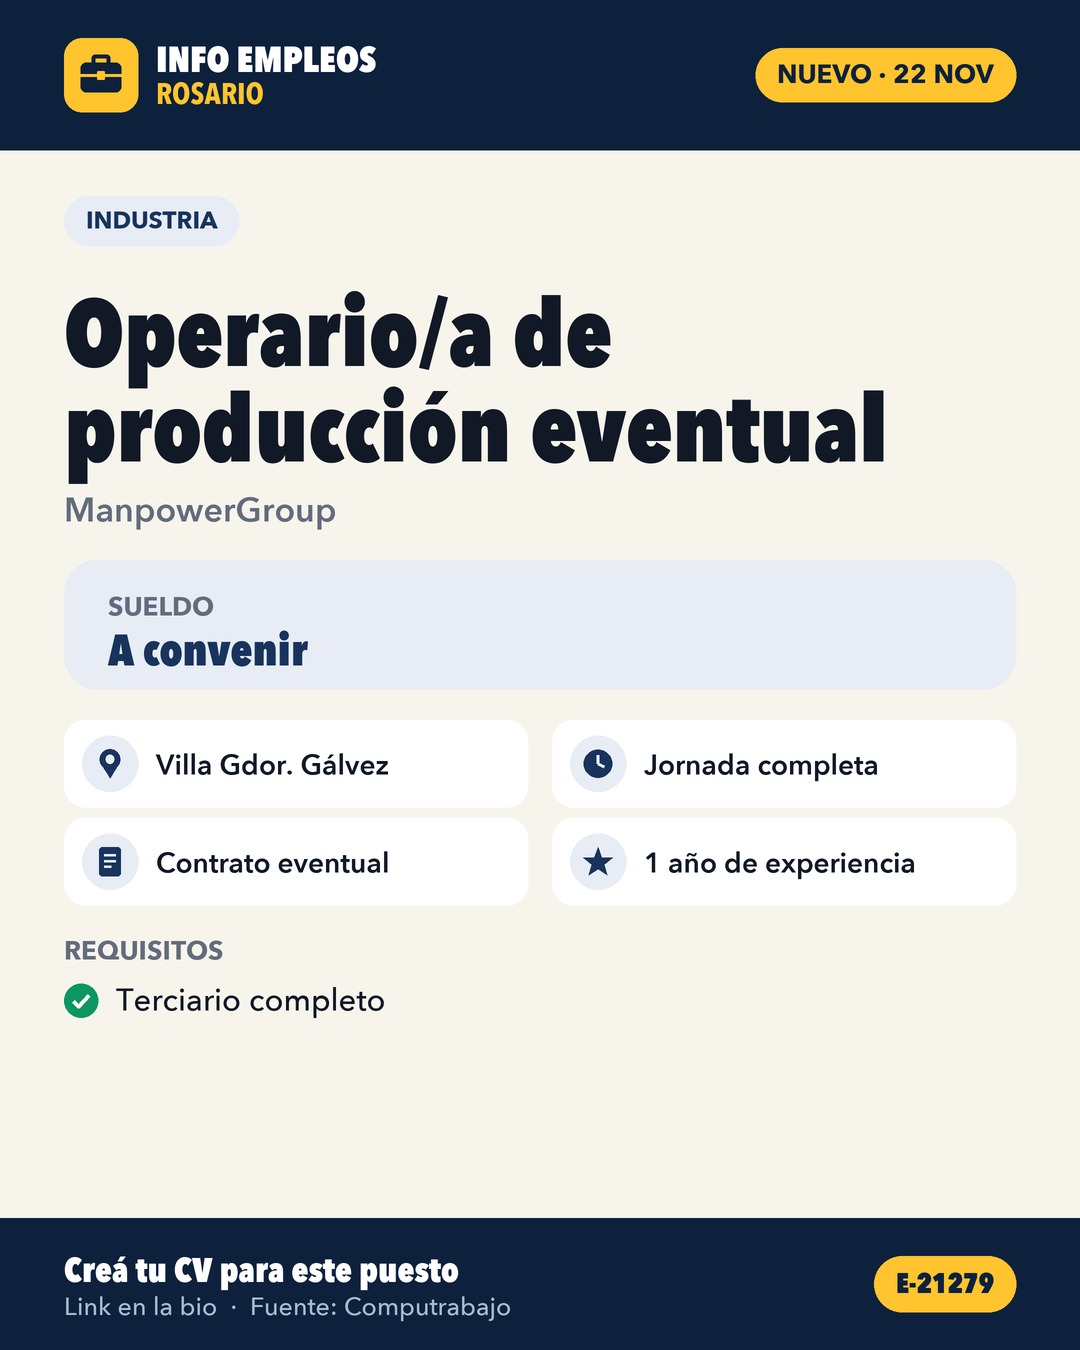 INFO EMPLEOS
ROSARIO
NUEVO · 22 NOV
INDUSTRIA
Operario/a de
producción eventual
ManpowerGroup
SUELDO
A convenir
Villa Gdor. Gálvez
Jornada completa
Contrato eventual
1 año de experiencia
REQUISITOS
Terciario completo
Creá tu CV para este puesto
Link en la bio · Fuente: Computrabajo
E-21279